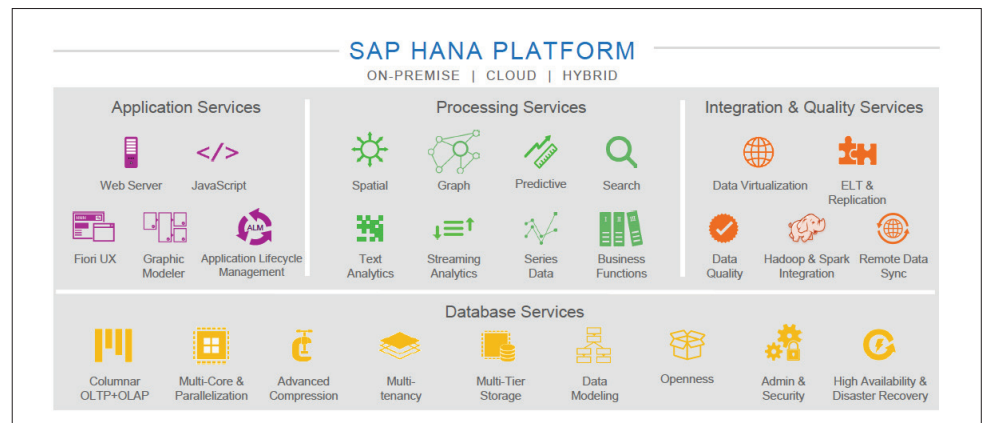 SAP HANA PLATFORM
ON-PREMISE | CLOUD | HYBRID
Application Services
Web Server
</>
JavaScript
Fiori UX
Graphic
Modeler
ALM
Application Lifecycle
Management
Processing Services
Spatial
Graph
Predictive
Search
Text
Analytics
Streaming
Analytics
Series
Data
Business
Functions
Integration & Quality Services
Data Virtualization
ELT &
Replication
Data
Quality
Hadoop & Spark
Integration
Remote Data
Sync
Database Services
Columnar
OLTP+OLAP
Multi-Core &
Parallelization
Advanced
Compression
Multi-
tenancy
Multi-Tier
Storage
Data
Modeling
Openness
Admin &
Security
High Availability &
Disaster Recovery